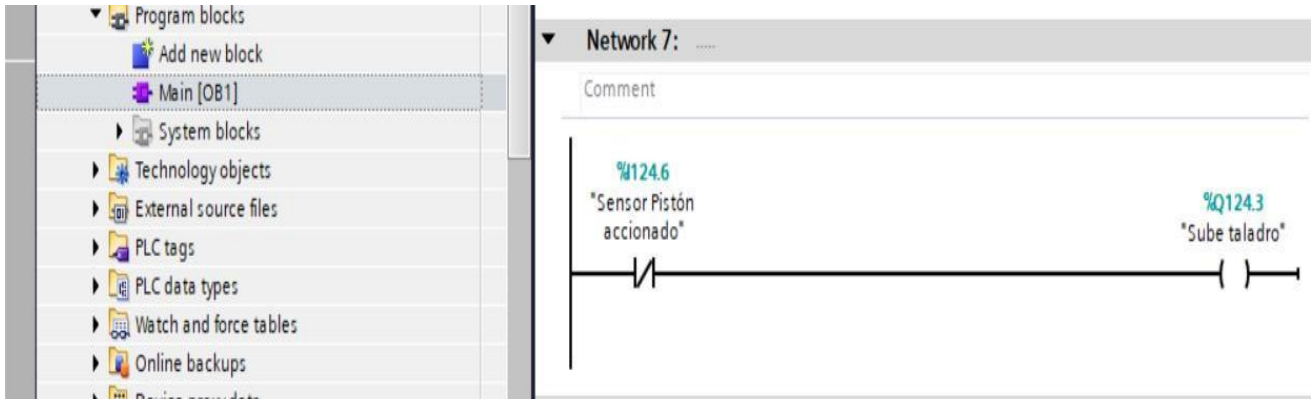 Program blocks
Add new block
Main [OB1]
System blocks
Technology objects
External source files
PLC tags
PLC data types
Watch and force tables
Online backups
Network 7: .....
Comment
%I124.6
"Sensor Pistón
accionado"
%Q124.3
"Sube taladro"